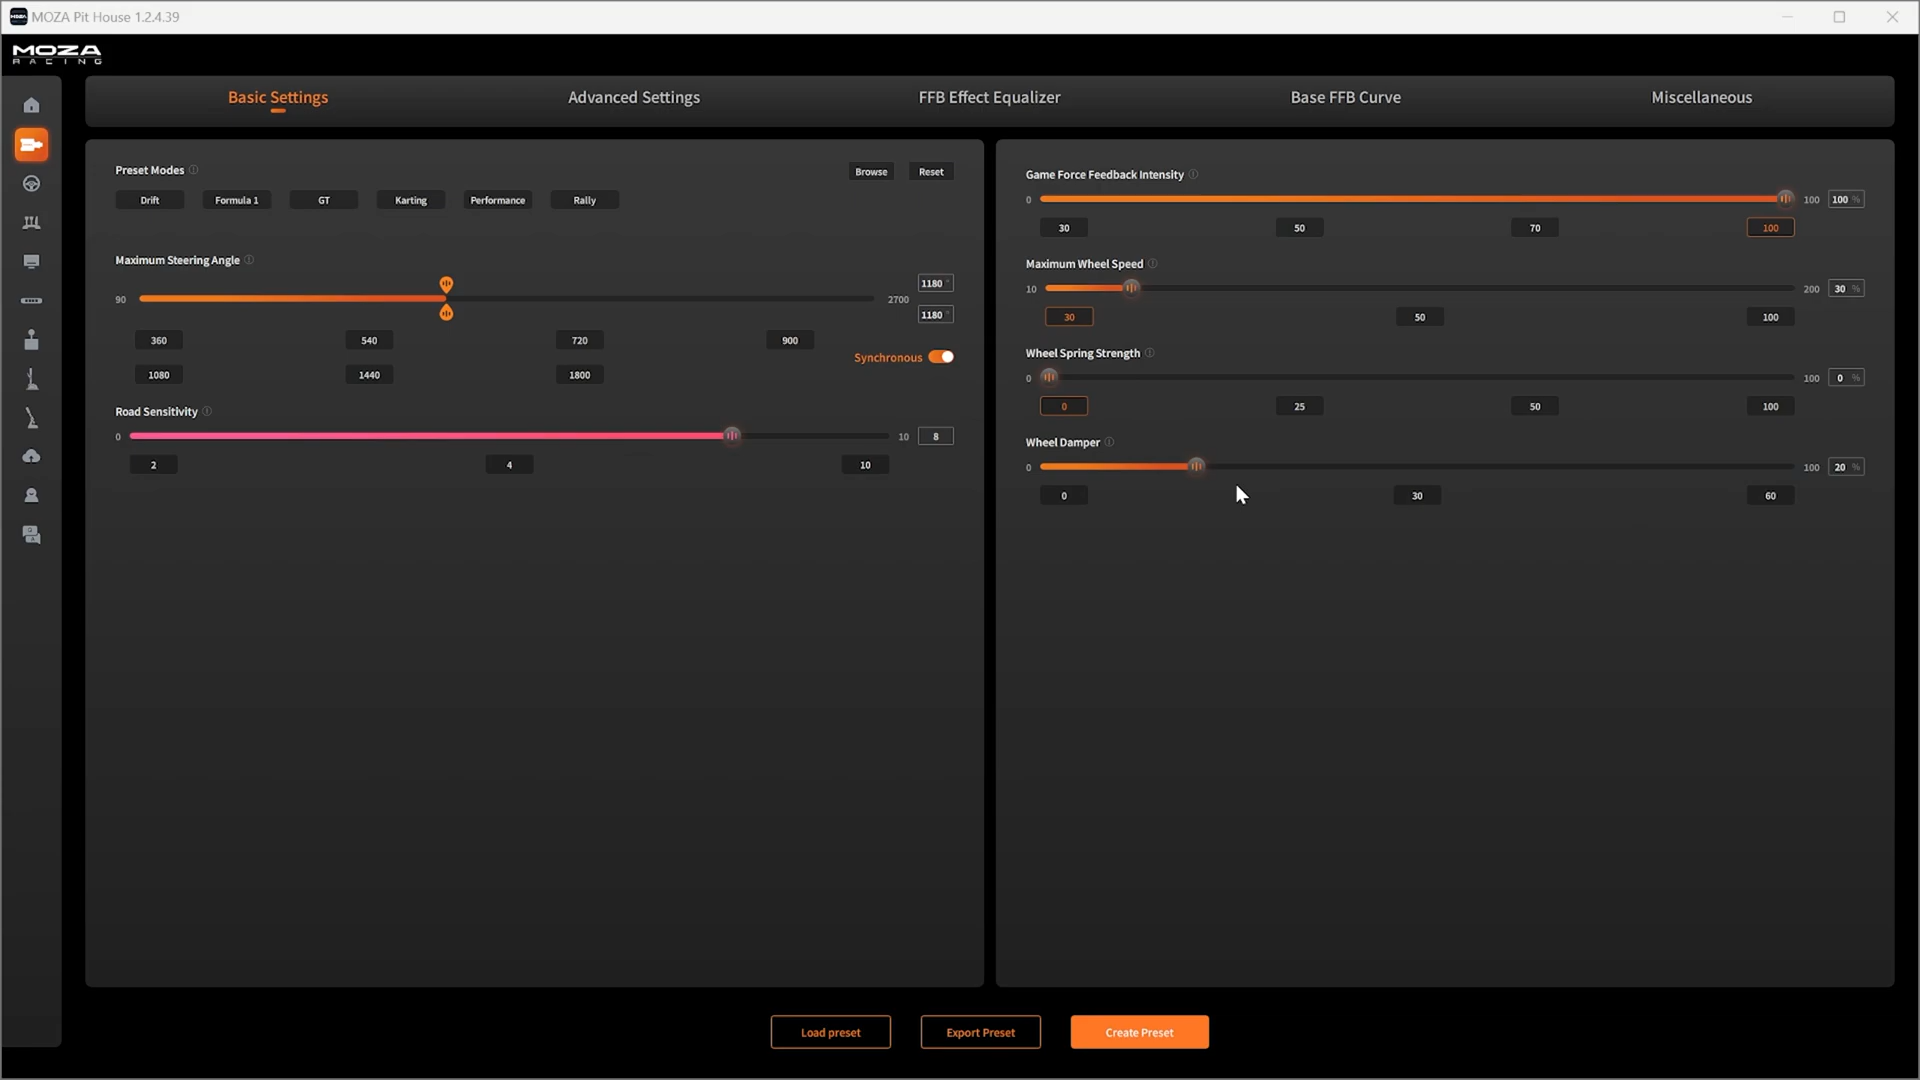 MOZA Pit House 1.2.4.39
MOZA
RACING
Basic Settings
Advanced Settings
FFB Effect Equalizer
Base FFB Curve
Miscellaneous
Preset Modes
Browse
Reset
Drift
Formula 1
GT
Karting
Performance
Rally
Maximum Steering Angle
90
2700
1180 °
1180 °
360
540
720
900
Synchronous
1080
1440
1800
Road Sensitivity
0
10
8
2
4
10
Game Force Feedback Intensity
0
100
100 %
30
50
70
100
Maximum Wheel Speed
10
200
30 %
30
50
100
Wheel Spring Strength
0
100
0 %
0
25
50
100
Wheel Damper
0
100
20 %
0
30
60
Load preset
Export Preset
Create Preset